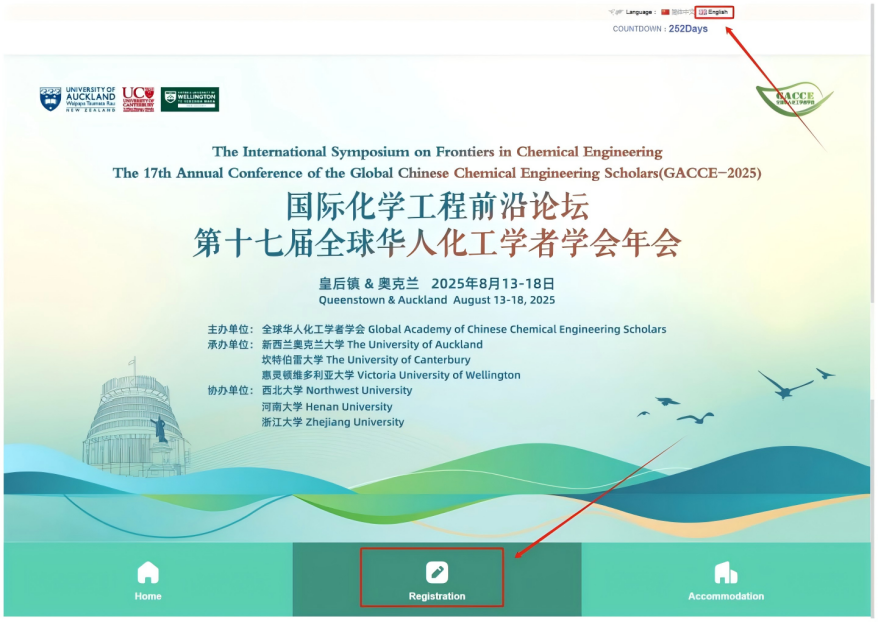 Language : 简体中文 English
COUNTDOWN : 252Days
UNIVERSITY OF
AUCKLAND
Waipapa Taumata Rau
NEW ZEALAND
UC
UNIVERSITY OF
CANTERBURY
WELLINGTON
GACCE
The International Symposium on Frontiers in Chemical Engineering
The 17th Annual Conference of the Global Chinese Chemical Engineering Scholars(GACCE-2025)
国际化学工程前沿论坛
第十七届全球华人化工学者学会年会
皇后镇 & 奥克兰 2025年8月13-18日
Queenstown & Auckland August 13-18, 2025
主办单位： 全球华人化工学者学会 Global Academy of Chinese Chemical Engineering Scholars
承办单位： 新西兰奥克兰大学 The University of Auckland
坎特伯雷大学 The University of Canterbury
惠灵顿维多利亚大学 Victoria University of Wellington
协办单位： 西北大学 Northwest University
河南大学 Henan University
浙江大学 Zhejiang University
Home
Registration
Accommodation